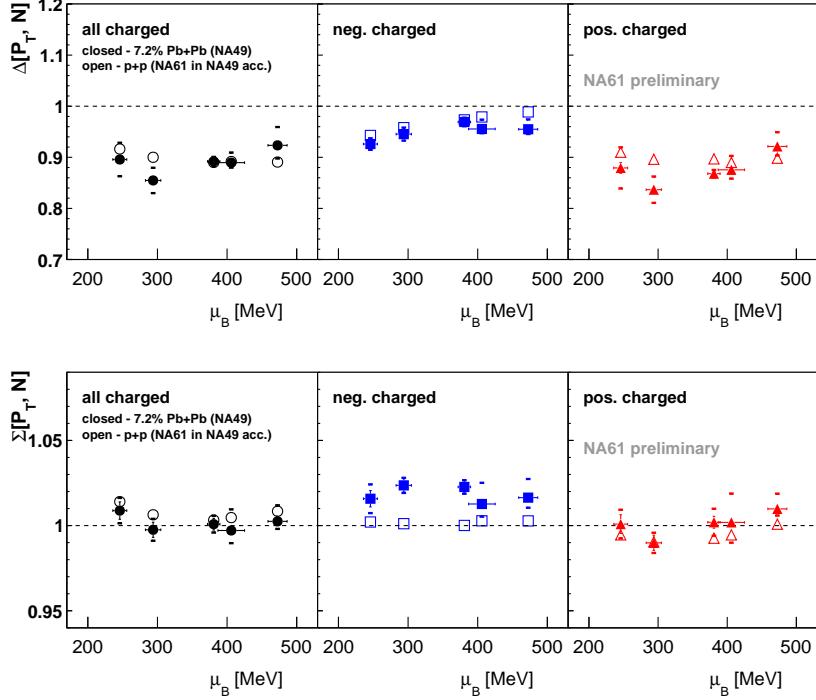 Δ[P_T, N]
1.2
1.1
1
0.9
0.8
0.7
all charged
closed - 7.2% Pb+Pb (NA49)
open - p+p (NA61 in NA49 acc.)
neg. charged
pos. charged
NA61 preliminary
200 300 400 500
200 300 400 500
200 300 400 500
μ_B [MeV]
μ_B [MeV]
μ_B [MeV]
Σ[P_T, N]
1.05
1
0.95
all charged
closed - 7.2% Pb+Pb (NA49)
open - p+p (NA61 in NA49 acc.)
neg. charged
pos. charged
NA61 preliminary
200 300 400 500
200 300 400 500
200 300 400 500
μ_B [MeV]
μ_B [MeV]
μ_B [MeV]